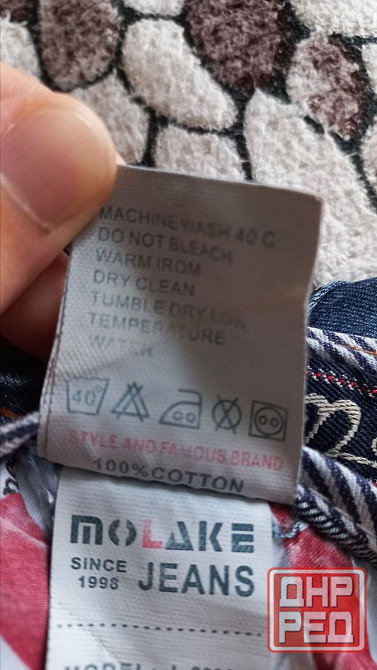 MACHINE WASH 40 C
DO NOT BLEACH
WARM IROM
DRY CLEAN
TUMBLE DRY LOW
TEMPERATURE
40°
STYLE AND FAMOUS BRAND
100%COTTON
MOLAKE
SINCE
1998
JEANS
ДНР
РЕД